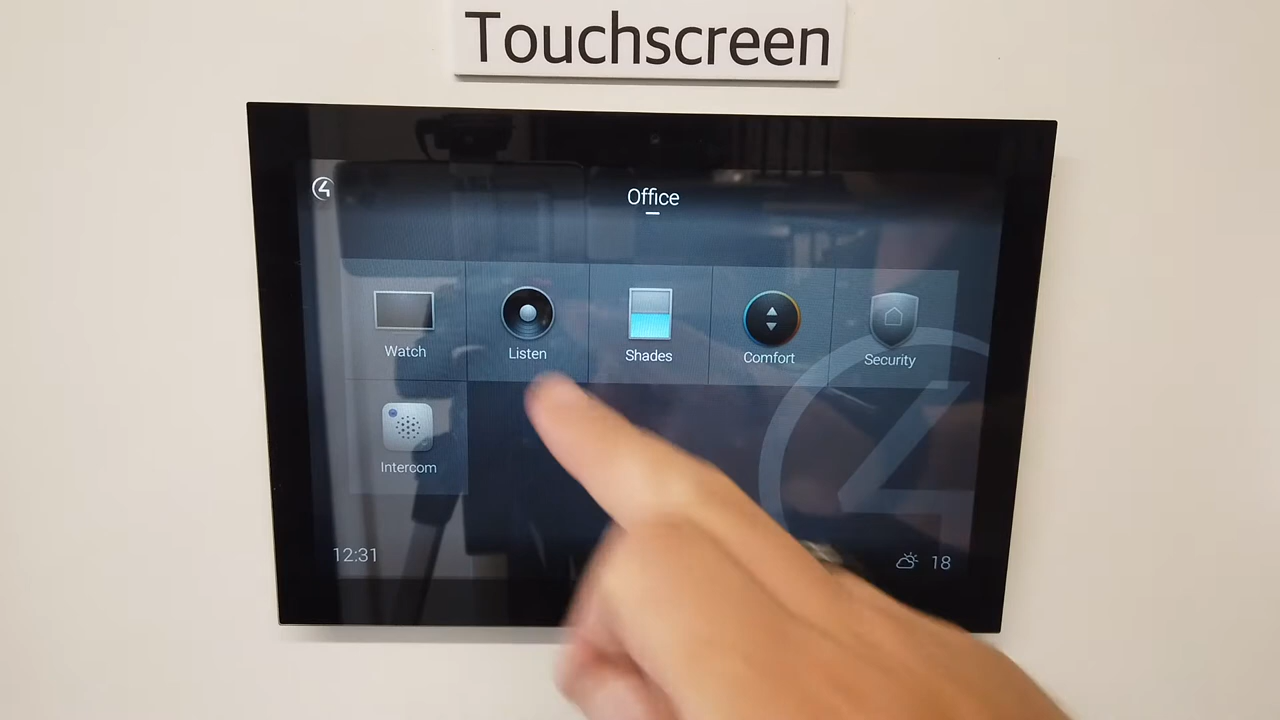 Touchscreen
Office
Watch
Listen
Shades
Comfort
Security
Intercom
12:31
18